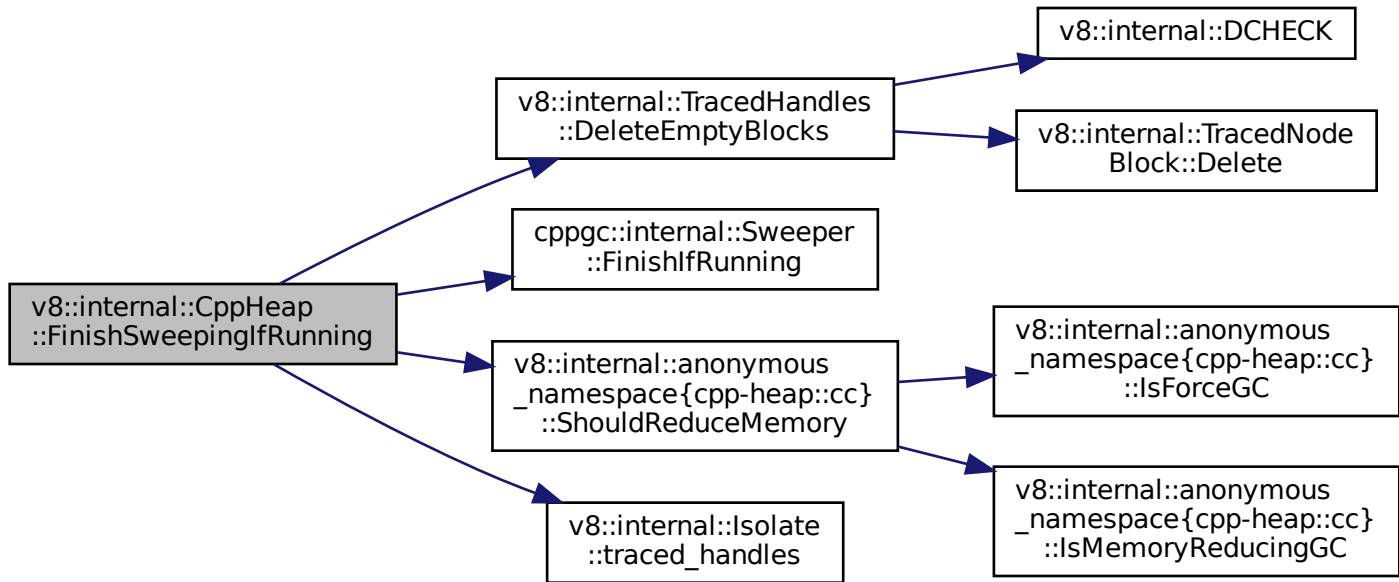 v8::internal::CppHeap
::FinishSweepingIfRunning
v8::internal::TracedHandles
::DeleteEmptyBlocks
v8::internal::DCHECK
v8::internal::TracedNode
Block::Delete
cppgc::internal::Sweeper
::FinishIfRunning
v8::internal::anonymous
_namespace{cpp-heap::cc}
::ShouldReduceMemory
v8::internal::anonymous
_namespace{cpp-heap::cc}
::IsForceGC
v8::internal::anonymous
_namespace{cpp-heap::cc}
::IsMemoryReducingGC
v8::internal::Isolate
::traced_handles